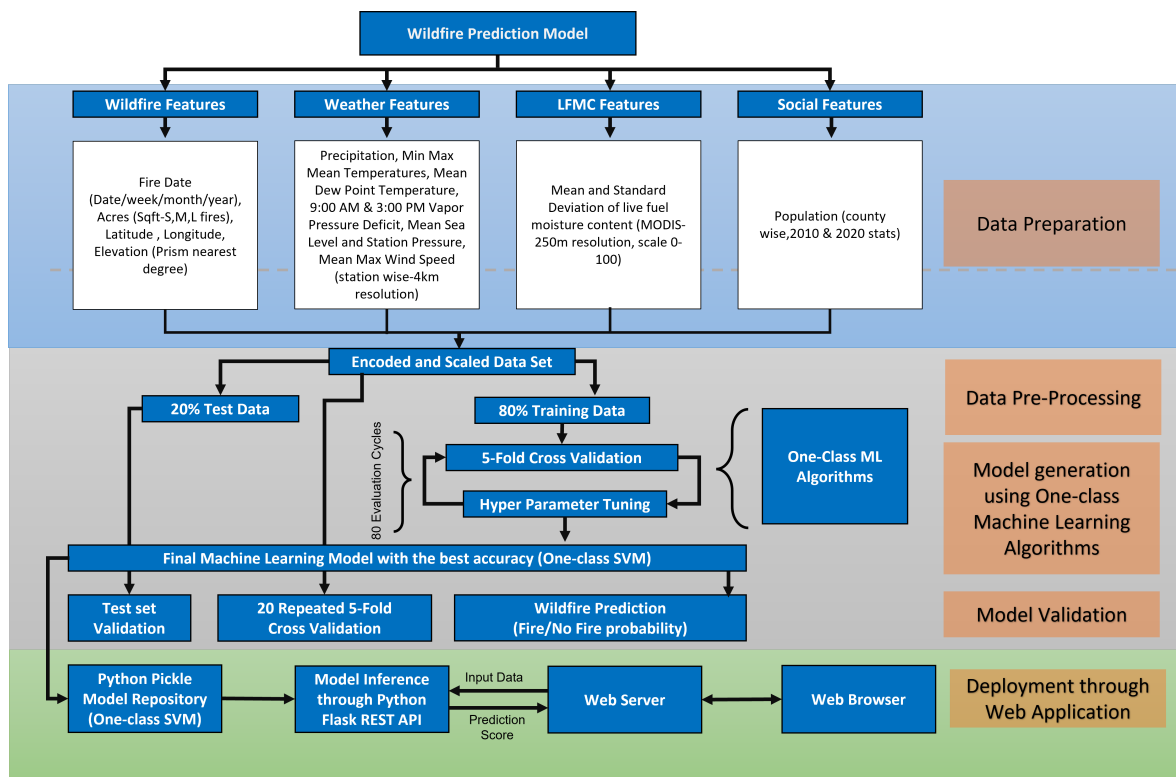 Wildfire Prediction Model
Wildfire Features
Weather Features
LFMC Features
Social Features
Fire Date
(Date/week/month/year),
Acres (Sqft-S,M,L fires),
Latitude , Longitude,
Elevation (Prism nearest
degree)
Precipitation, Min Max
Mean Temperatures, Mean
Dew Point Temperature,
9:00 AM & 3:00 PM Vapor
Pressure Deficit, Mean Sea
Level and Station Pressure,
Mean Max Wind Speed
(station wise-4km
resolution)
Mean and Standard
Deviation of live fuel
moisture content (MODIS-
250m resolution, scale 0-
100)
Population (county
wise,2010 & 2020 stats)
Data Preparation
Encoded and Scaled Data Set
20% Test Data
80% Training Data
Data Pre-Processing
80 Evaluation Cycles
5-Fold Cross Validation
Hyper Parameter Tuning
One-Class ML
Algorithms
Model generation
using One-class
Machine Learning
Algorithms
Final Machine Learning Model with the best accuracy (One-class SVM)
Test set
Validation
20 Repeated 5-Fold
Cross Validation
Wildfire Prediction
(Fire/No Fire probability)
Model Validation
Python Pickle
Model Repository
(One-class SVM)
Model Inference
through Python
Flask REST API
Input Data
Prediction
Score
Web Server
Web Browser
Deployment through
Web Application